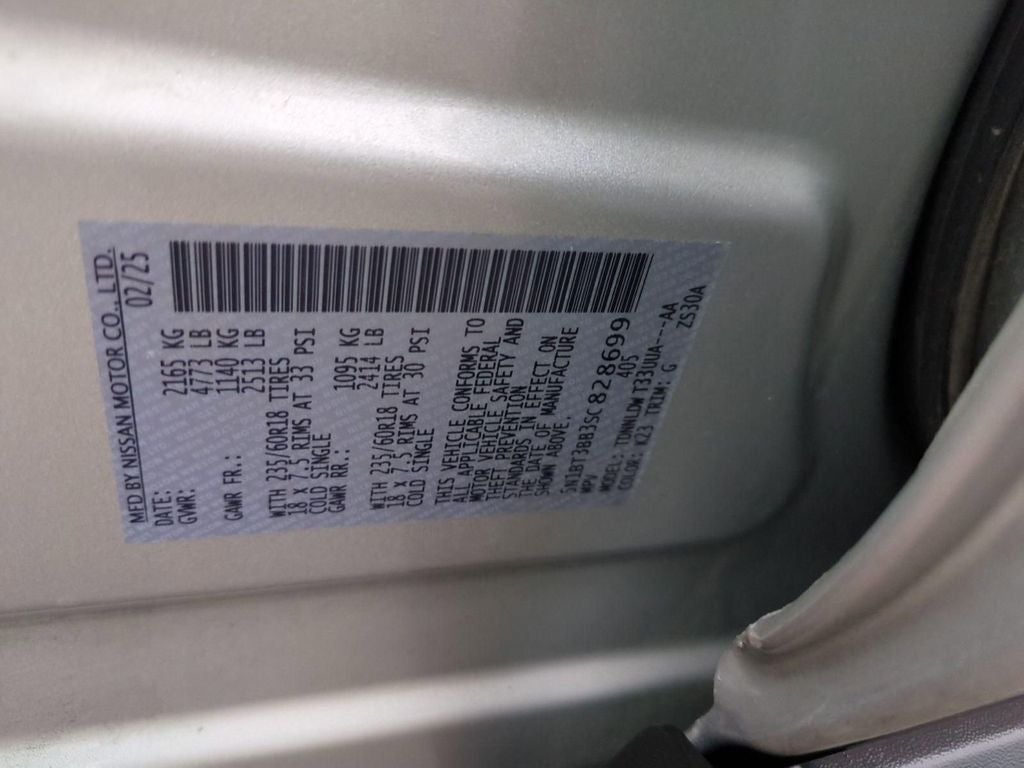 MFD BY NISSAN MOTOR CO., LTD.
DATE: 02/25
GVWR: 2165 KG
4773 LB
GAWR FR.: 1140 KG
2513 LB
WITH 235/60R18 TIRES
18 X 7.5 RIMS AT 33 PSI
COLD SINGLE
GAWR RR.: 1095 KG
2414 LB
WITH 235/60R18 TIRES
18 X 7.5 RIMS AT 30 PSI
COLD SINGLE
THIS VEHICLE CONFORMS TO
ALL APPLICABLE FEDERAL
MOTOR VEHICLE SAFETY AND
THEFT PREVENTION
STANDARDS IN EFFECT ON
THE DATE OF MANUFACTURE
SHOWN ABOVE.
5N1BT3BB3SC828699
MPV 405
MODEL: TDNNLDW T33UUA---AA
COLOR: K23 TRIM: G ZS30A